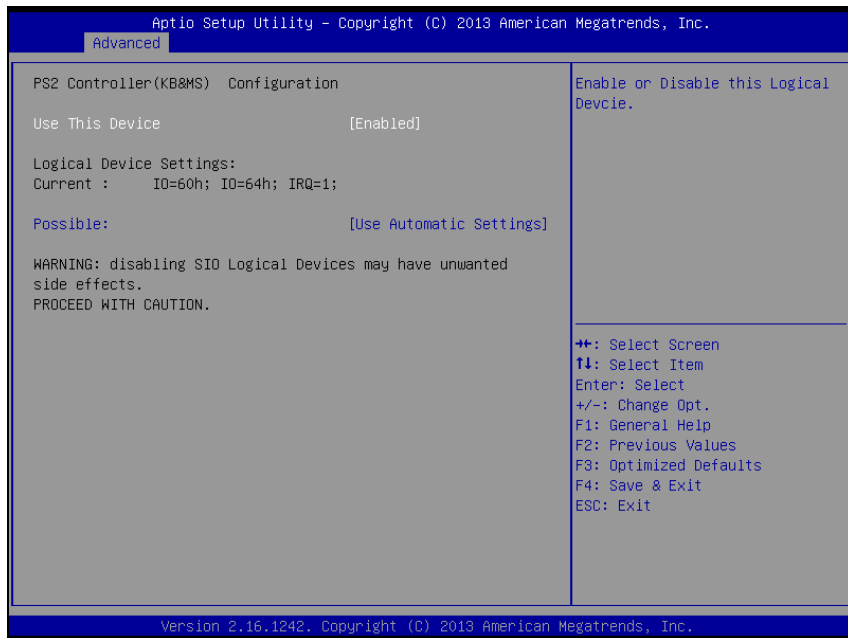 Aptio Setup Utility – Copyright (C) 2013 American Megatrends, Inc.
Advanced
PS2 Controller(KB&MS) Configuration
Use This Device [Enabled]
Logical Device Settings:
Current : IO=60h; IO=64h; IRQ=1;
Possible: [Use Automatic Settings]
WARNING: disabling SIO Logical Devices may have unwanted
side effects.
PROCEED WITH CAUTION.
Enable or Disable this Logical
Devcie.
→←: Select Screen
↑↓: Select Item
Enter: Select
+/-: Change Opt.
F1: General Help
F2: Previous Values
F3: Optimized Defaults
F4: Save & Exit
ESC: Exit
Version 2.16.1242. Copyright (C) 2013 American Megatrends, Inc.